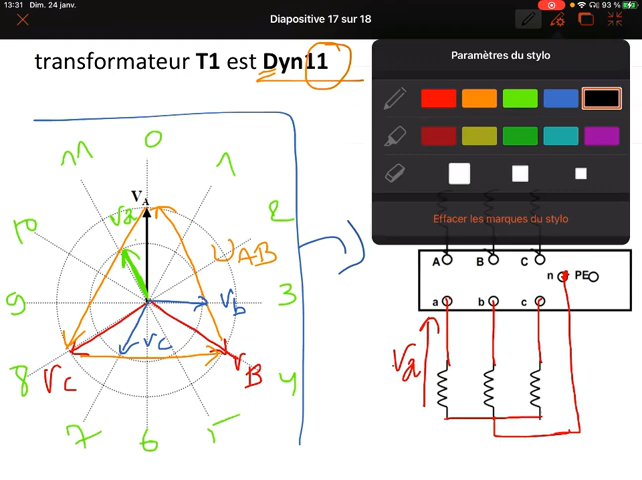 13:31 Dim. 24 janv.
93 %
Diapositive 17 sur 18
transformateur T1 est Dyn11
Paramètres du stylo
Effacer les marques du stylo
0
11
1
VA
va
10
2
UAB
9
3
vb
vc
8
vc
VB
4
7
6
5
A B C
n PE
a b c
va